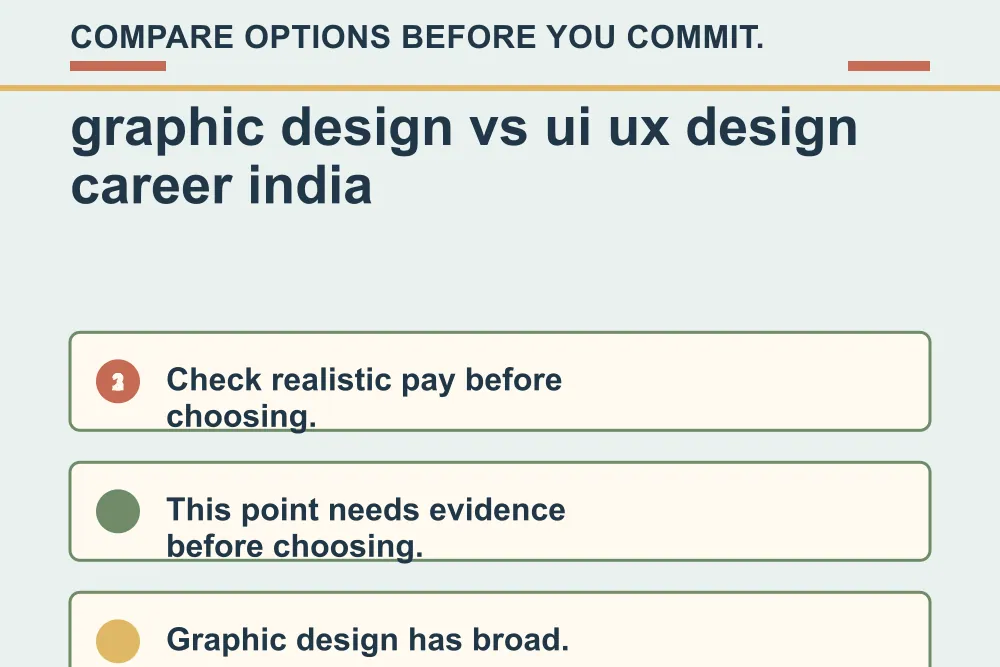 COMPARE OPTIONS BEFORE YOU COMMIT.
graphic design vs ui ux design
career india
Check realistic pay before
choosing.
This point needs evidence
before choosing.
Graphic design has broad.